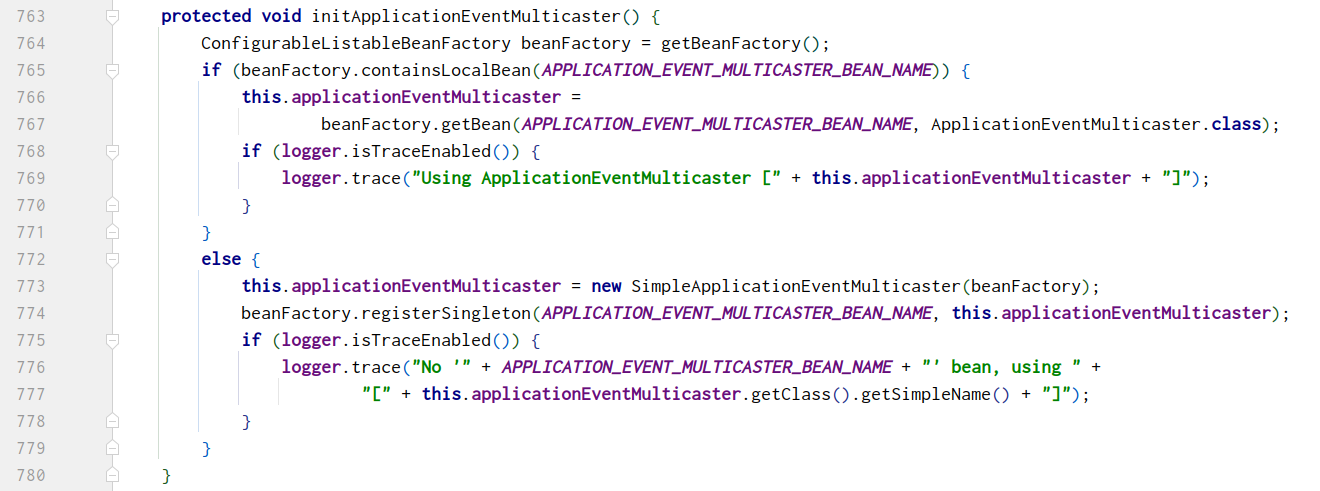 763 protected void initApplicationEventMulticaster() {
764 ConfigurableListableBeanFactory beanFactory = getBeanFactory();
765 if (beanFactory.containsLocalBean(APPLICATION_EVENT_MULTICASTER_BEAN_NAME)) {
766 this.applicationEventMulticaster =
767 beanFactory.getBean(APPLICATION_EVENT_MULTICASTER_BEAN_NAME, ApplicationEventMulticaster.class);
768 if (logger.isTraceEnabled()) {
769 logger.trace("Using ApplicationEventMulticaster [" + this.applicationEventMulticaster + "]");
770 }
771 }
772 else {
773 this.applicationEventMulticaster = new SimpleApplicationEventMulticaster(beanFactory);
774 beanFactory.registerSingleton(APPLICATION_EVENT_MULTICASTER_BEAN_NAME, this.applicationEventMulticaster);
775 if (logger.isTraceEnabled()) {
776 logger.trace("No '" + APPLICATION_EVENT_MULTICASTER_BEAN_NAME + "' bean, using " +
777 "[" + this.applicationEventMulticaster.getClass().getSimpleName() + "]");
778 }
779 }
780 }